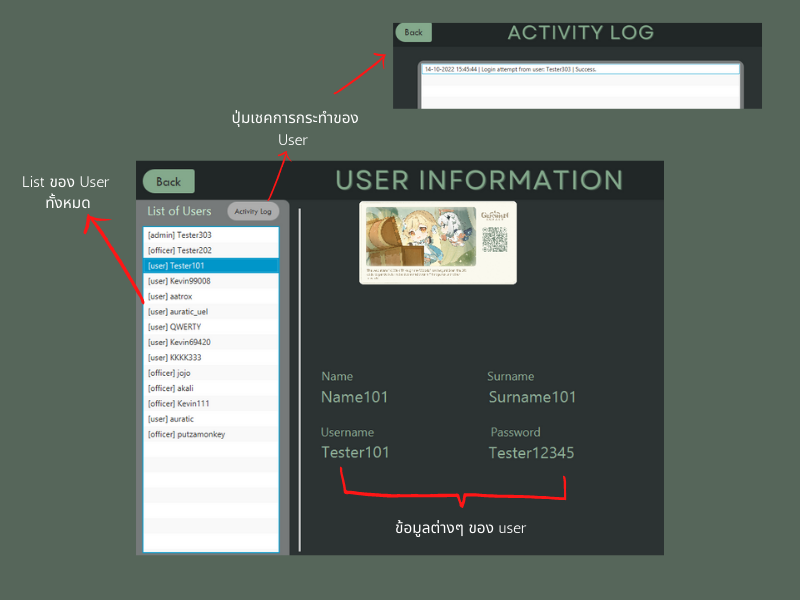 Back
ACTIVITY LOG
14-10-2022 15:45:44 | Login attempt from user: Tester303 | Success.
ปุ่มเชคการกระทำของ
User
List ของ User
ทั้งหมด
Back
USER INFORMATION
List of Users
Activity Log
[admin] Tester303
[officer] Tester202
[user] Tester101
[user] Kevin99008
[user] aatrox
[user] auratic_uel
[user] QWERTY
[user] Kevin69420
[user] KKKK333
[officer] jojo
[officer] akali
[officer] Kevin111
[user] auratic
[officer] putzamonkey
Genshin
Name
Surname
Name101
Surname101
Username
Password
Tester101
Tester12345
ข้อมูลต่างๆ ของ user